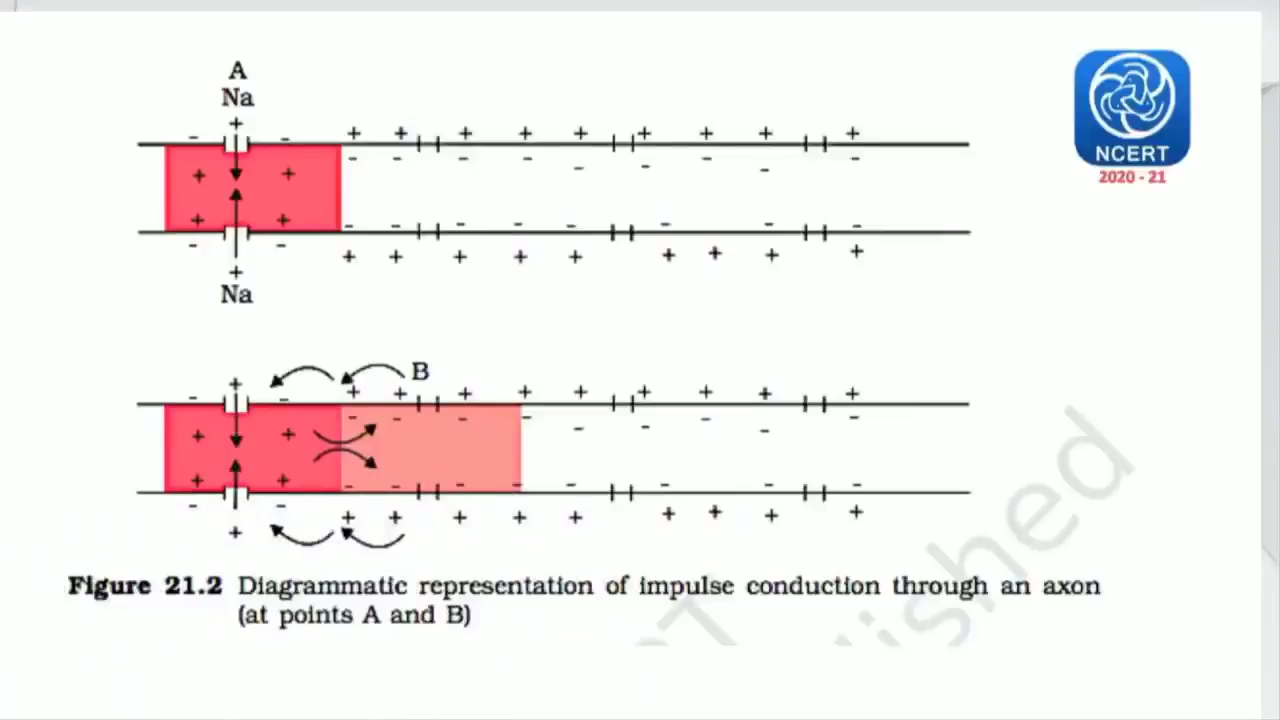 A
Na
+
- - + + + + + + + + +
- - - - - - - - -
+ +
+ +
- - - - - - - - -
- - + + + + + + + + +
+
Na
NCERT
2020 - 21
B
+
- - + + + + + + + + +
- - - - - - - - -
+ +
+ +
- - - - - - - - -
- - + + + + + + + + +
+
Figure 21.2 Diagrammatic representation of impulse conduction through an axon
(at points A and B)